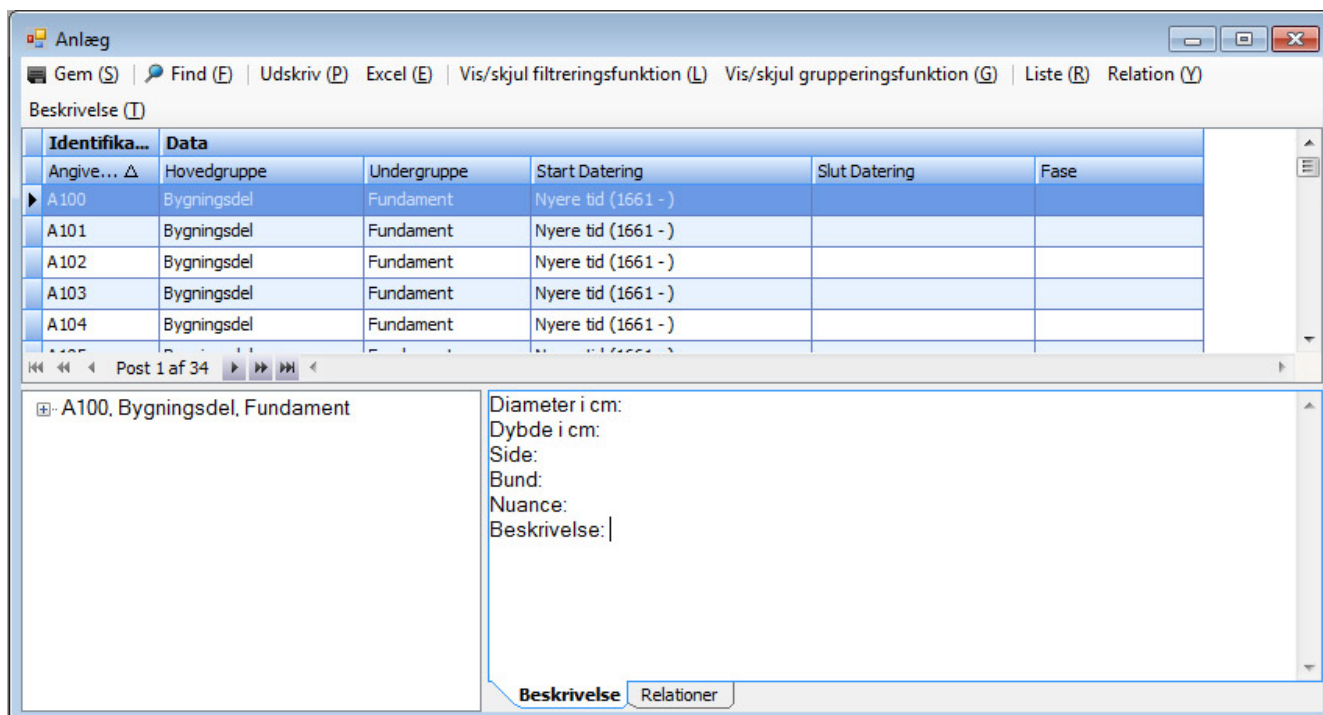 Anlæg
Gem (S) Find (F) Udskriv (P) Excel (E) Vis/skjul filtreringsfunktion (L) Vis/skjul grupperingsfunktion (G) Liste (R) Relation (Y)
Beskrivelse (T)
Identifika... Data
Angive... Hovedgruppe Undergruppe Start Datering Slut Datering Fase
A100 Bygningsdel Fundament Nyere tid (1661 - )
A101 Bygningsdel Fundament Nyere tid (1661 - )
A102 Bygningsdel Fundament Nyere tid (1661 - )
A103 Bygningsdel Fundament Nyere tid (1661 - )
A104 Bygningsdel Fundament Nyere tid (1661 - )
Post 1 af 34
A100, Bygningsdel, Fundament
Diameter i cm:
Dybde i cm:
Side:
Bund:
Nuance:
Beskrivelse:
Beskrivelse Relationer